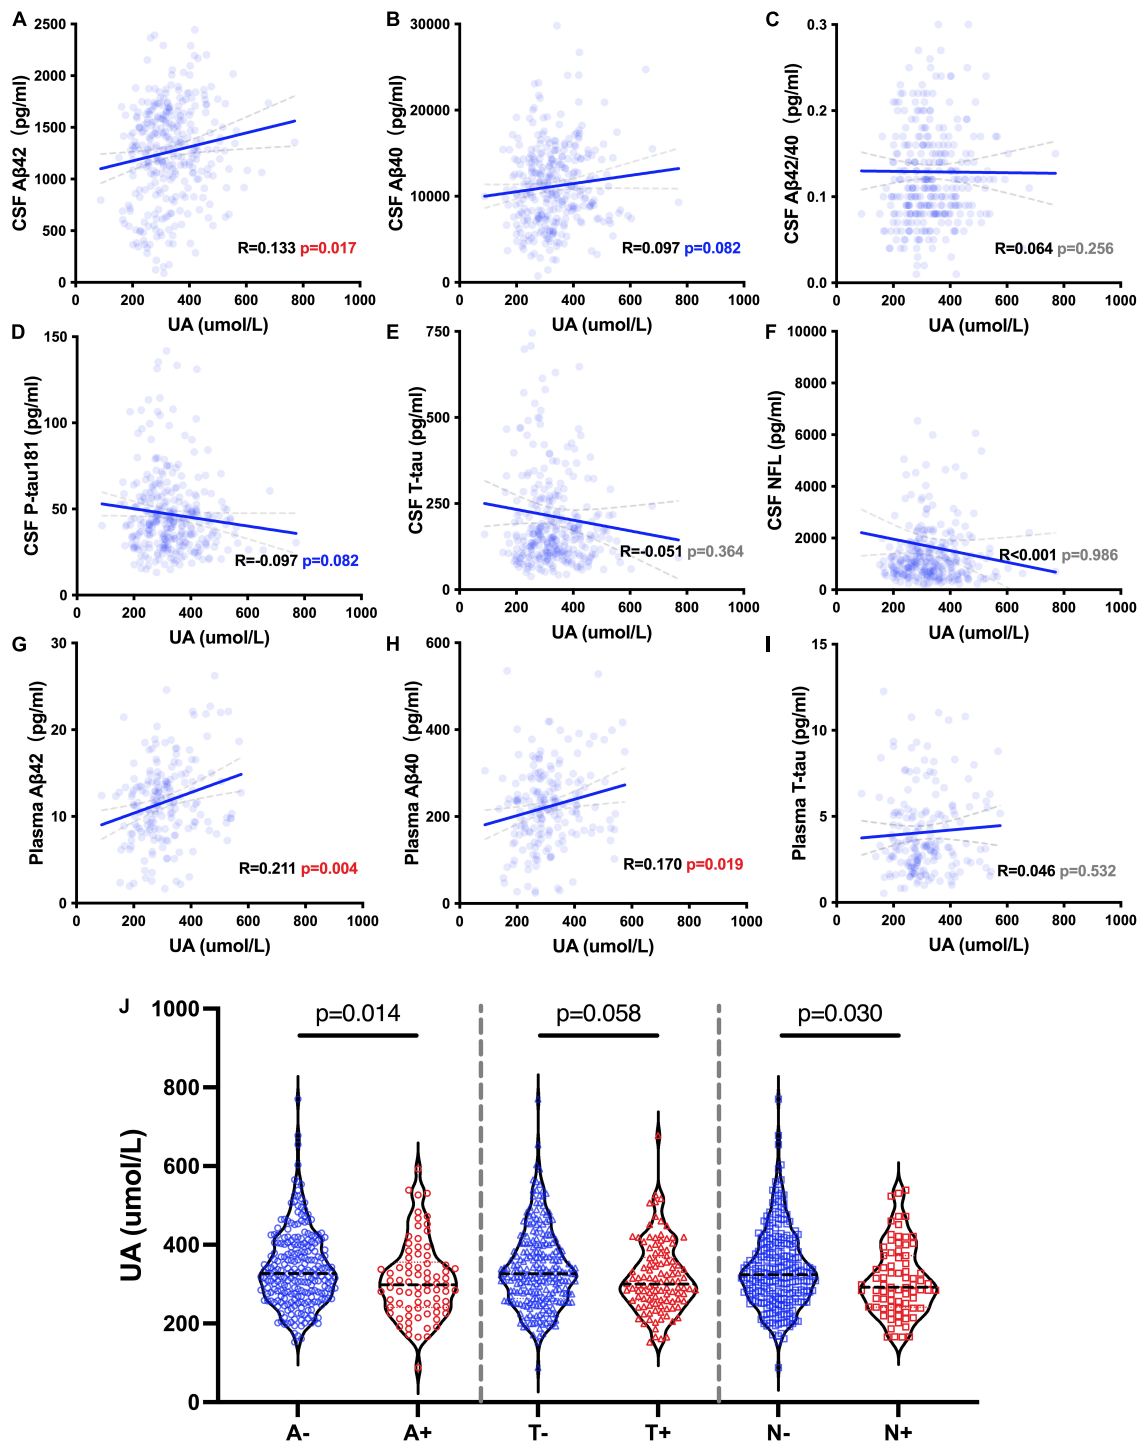 A
2500
2000
1500
1000
500
0
CSF Aβ42 (pg/ml)
R=0.133 p=0.017
0 200 400 600 800 1000
UA (umol/L)
B
30000
20000
10000
0
CSF Aβ40 (pg/ml)
R=0.097 p=0.082
0 200 400 600 800 1000
UA (umol/L)
C
0.3
0.2
0.1
0.0
CSF Aβ42/40 (pg/ml)
R=0.064 p=0.256
0 200 400 600 800 1000
UA (umol/L)
D
150
100
50
0
CSF P-tau181 (pg/ml)
R=-0.097 p=0.082
0 200 400 600 800 1000
UA (umol/L)
E
750
500
250
0
CSF T-tau (pg/ml)
R=-0.051 p=0.364
0 200 400 600 800 1000
UA (umol/L)
F
10000
8000
6000
4000
2000
0
CSF NFL (pg/ml)
R<0.001 p=0.986
0 200 400 600 800 1000
UA (umol/L)
G
30
20
10
0
Plasma Aβ42 (pg/ml)
R=0.211 p=0.004
0 200 400 600 800 1000
UA (umol/L)
H
600
400
200
0
Plasma Aβ40 (pg/ml)
R=0.170 p=0.019
0 200 400 600 800 1000
UA (umol/L)
I
15
10
5
0
Plasma T-tau (pg/ml)
R=0.046 p=0.532
0 200 400 600 800 1000
UA (umol/L)
J
1000
800
600
400
200
0
UA (umol/L)
p=0.014
p=0.058
p=0.030
A- A+ T- T+ N- N+